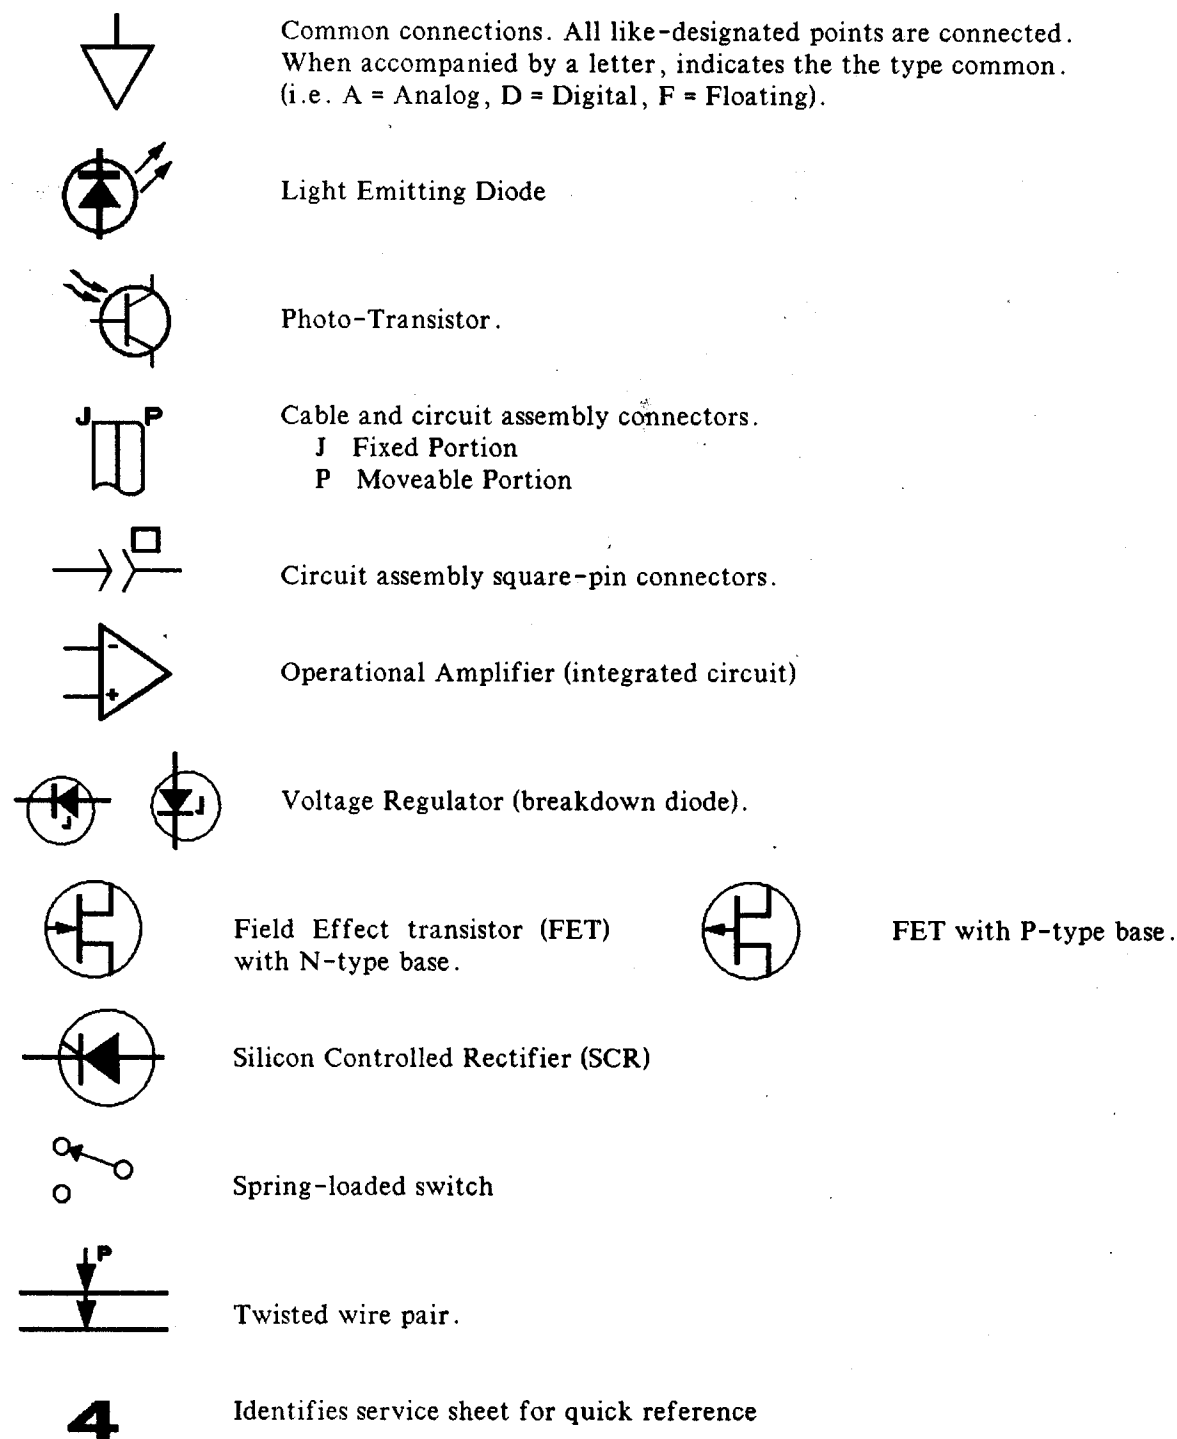 Common connections. All like-designated points are connected.
When accompanied by a letter, indicates the the type common.
(i.e. A = Analog, D = Digital, F = Floating).
Light Emitting Diode
Photo-Transistor.
J P
Cable and circuit assembly connectors.
J Fixed Portion
P Moveable Portion
Circuit assembly square-pin connectors.
-
+
Operational Amplifier (integrated circuit)
J J
Voltage Regulator (breakdown diode).
Field Effect transistor (FET)
with N-type base.
FET with P-type base.
Silicon Controlled Rectifier (SCR)
Spring-loaded switch
P
Twisted wire pair.
4
Identifies service sheet for quick reference